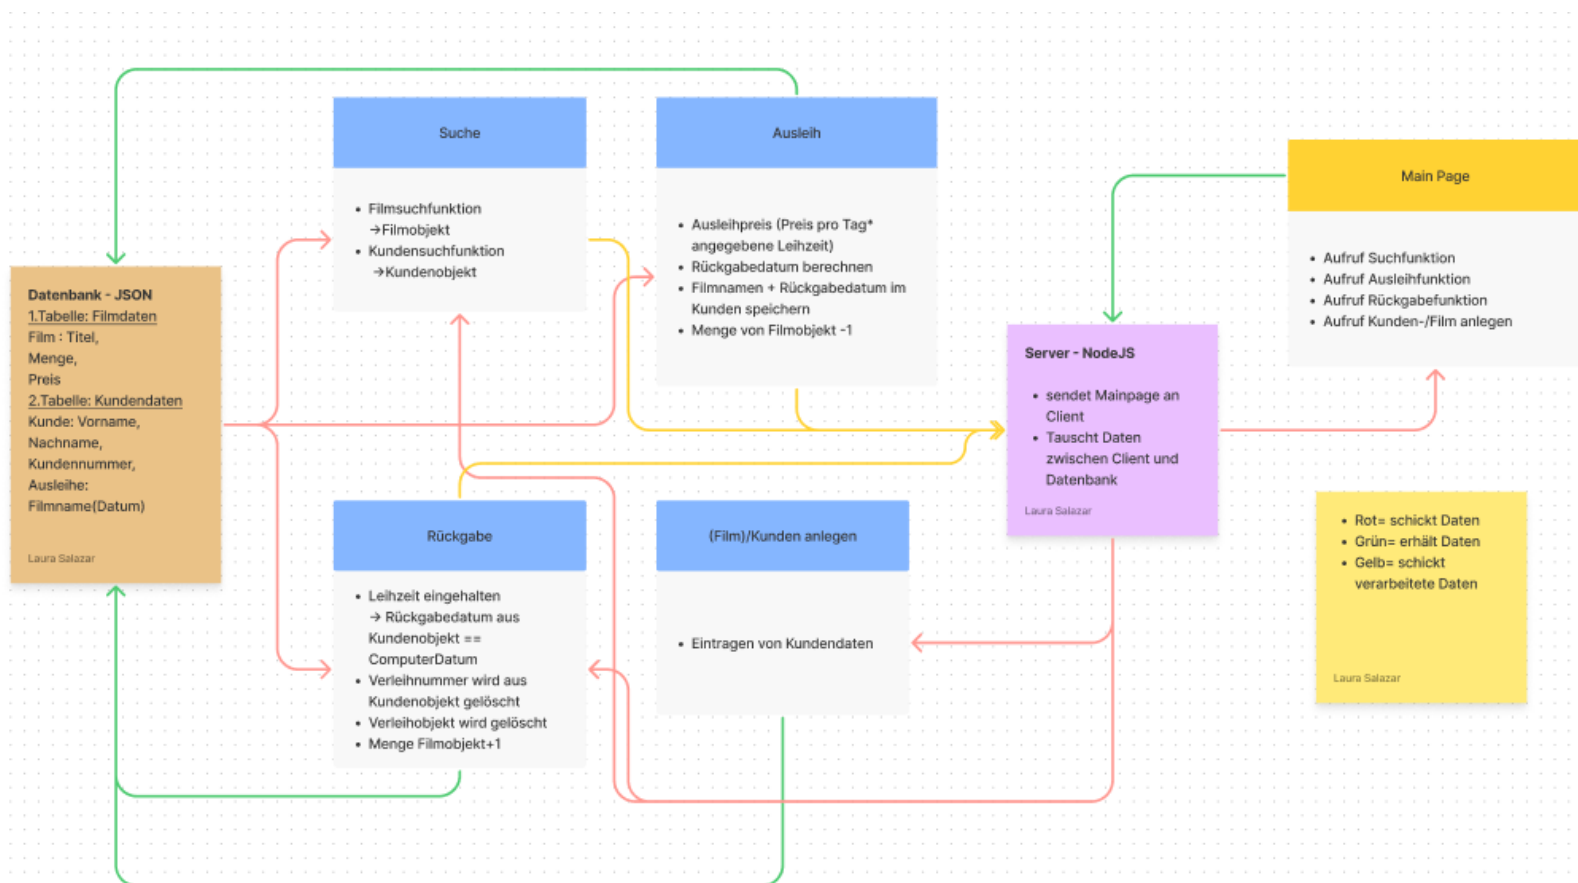 Suche
• Filmsuchfunktion
→Filmobjekt
• Kundensuchfunktion
→Kundenobjekt
Ausleih
• Ausleihpreis (Preis pro Tag*
angegebene Leihzeit)
• Rückgabedatum berechnen
• Filmnamen + Rückgabedatum im
Kunden speichern
• Menge von Filmobjekt -1
Main Page
• Aufruf Suchfunktion
• Aufruf Ausleihfunktion
• Aufruf Rückgabefunktion
• Aufruf Kunden-/Film anlegen
Datenbank - JSON
1.Tabelle: Filmdaten
Film : Titel,
Menge,
Preis
2.Tabelle: Kundendaten
Kunde: Vorname,
Nachname,
Kundennummer,
Ausleihe:
Filmname(Datum)
Laura Salazar
Server - NodeJS
• sendet Mainpage an
Client
• Tauscht Daten
zwischen Client und
Datenbank
Laura Salazar
Rückgabe
• Leihzeit eingehalten
→ Rückgabedatum aus
Kundenobjekt ==
ComputerDatum
• Verleihnummer wird aus
Kundenobjekt gelöscht
• Verleihobjekt wird gelöscht
• Menge Filmobjekt+1
(Film)/Kunden anlegen
• Eintragen von Kundendaten
• Rot= schickt Daten
• Grün= erhält Daten
• Gelb= schickt
verarbeitete Daten
Laura Salazar